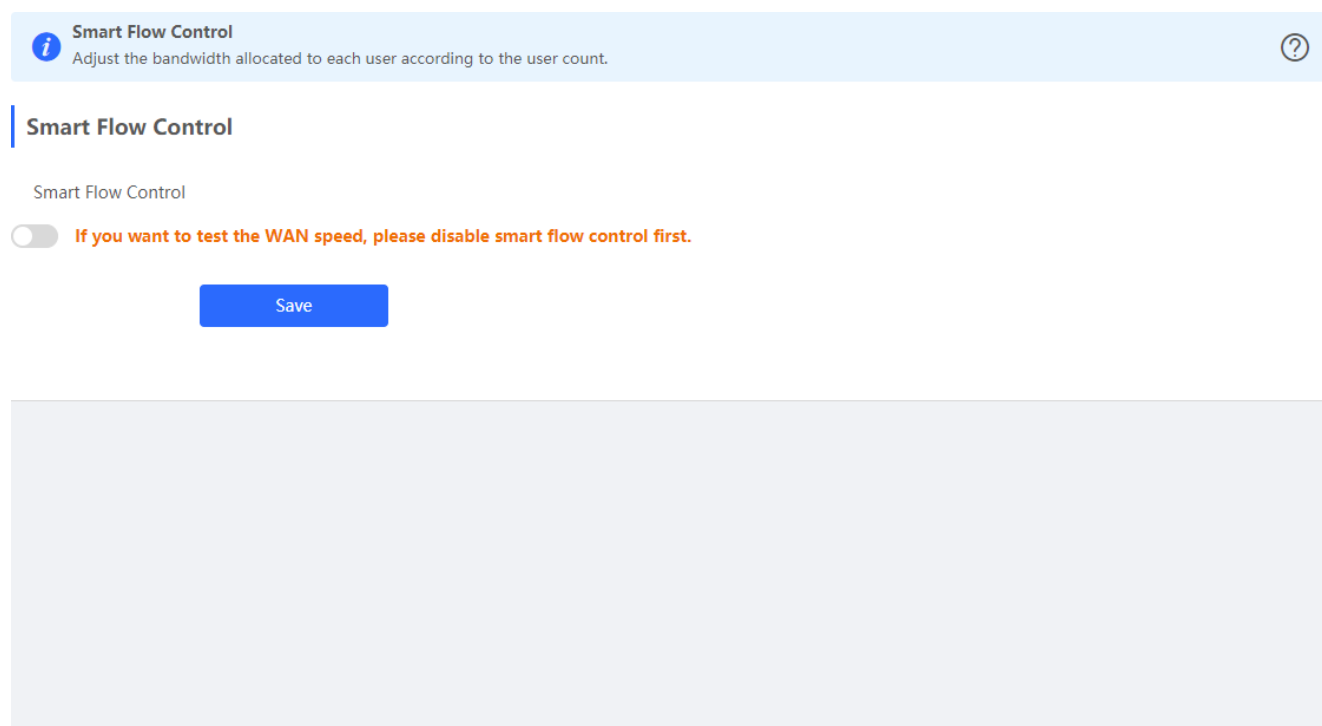 Smart Flow Control
Adjust the bandwidth allocated to each user according to the user count.
Smart Flow Control
Smart Flow Control
If you want to test the WAN speed, please disable smart flow control first.
Save